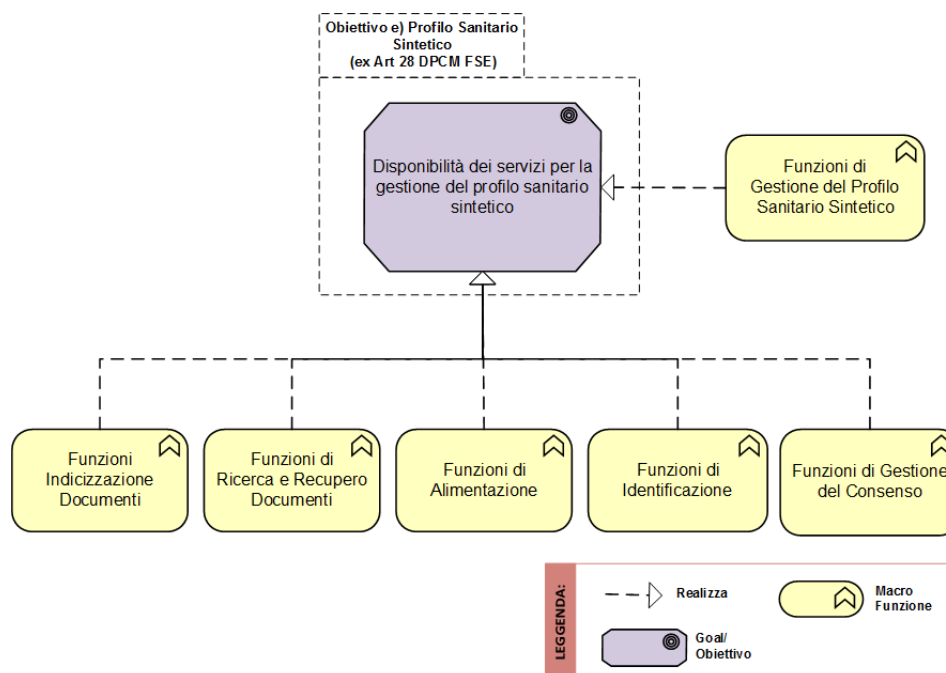 Obiettivo e) Profilo Sanitario
Sintetico
(ex Art 28 DPCM FSE)
Disponibilità dei servizi per la
gestione del profilo sanitario
sintetico
Funzioni di
Gestione del Profilo
Sanitario Sintetico
Funzioni
Indicizzazione
Documenti
Funzioni di
Ricerca e Recupero
Documenti
Funzioni di
Alimentazione
Funzioni di
Identificazione
Funzioni di Gestione
del Consenso
LEGGENDA:
Realizza
Macro
Funzione
Goal/
Obiettivo